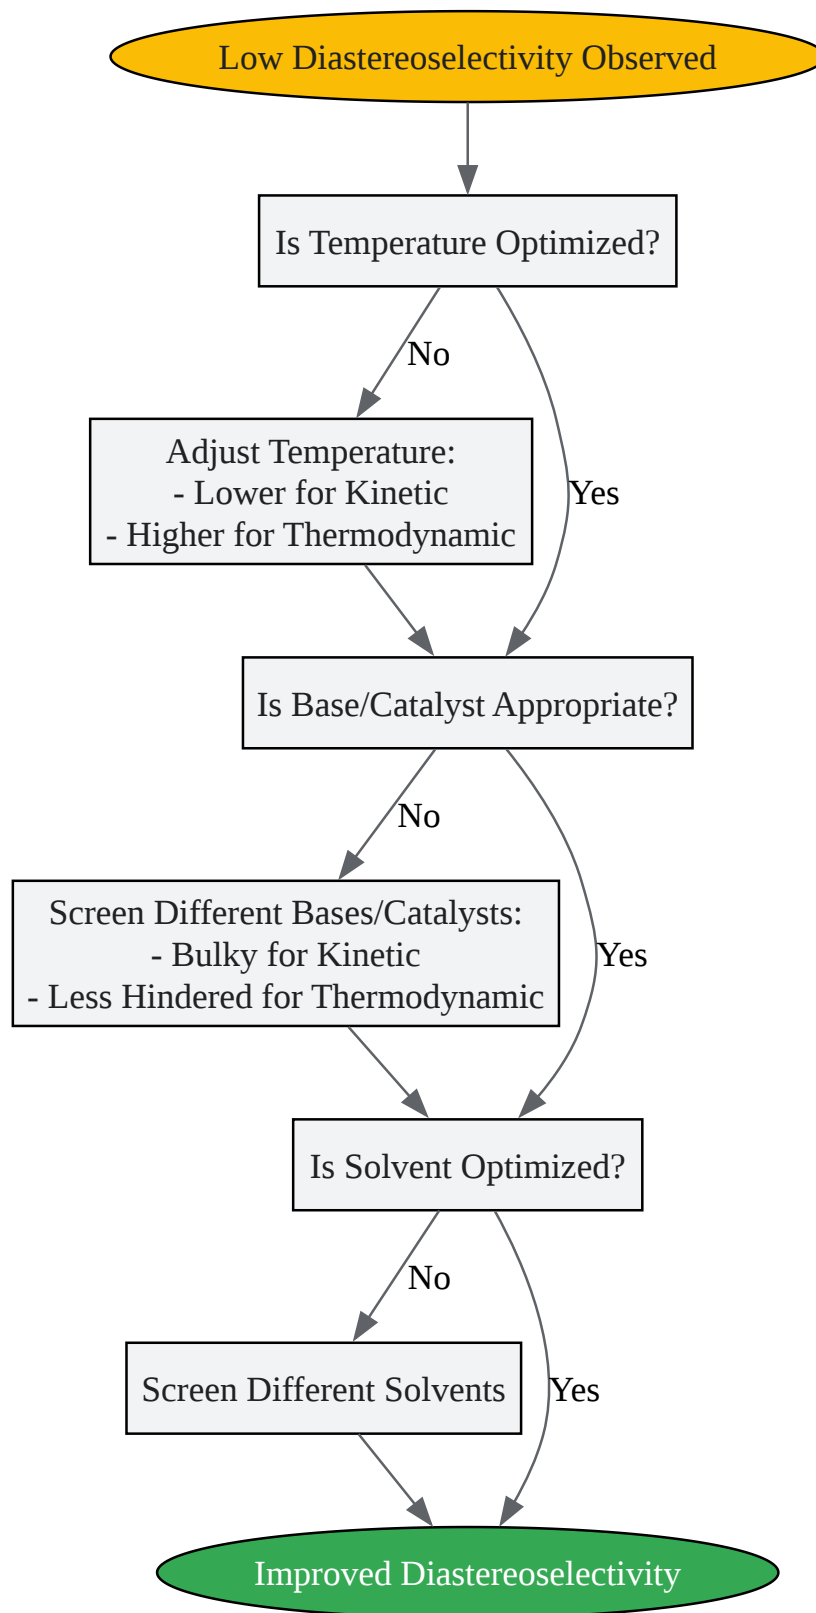 Low Diastereoselectivity Observed
Is Temperature Optimized?
No
Adjust Temperature:
- Lower for Kinetic
- Higher for Thermodynamic
Yes
Is Base/Catalyst Appropriate?
No
Screen Different Bases/Catalysts:
- Bulky for Kinetic
- Less Hindered for Thermodynamic
Yes
Is Solvent Optimized?
No
Screen Different Solvents
Yes
Improved Diastereoselectivity